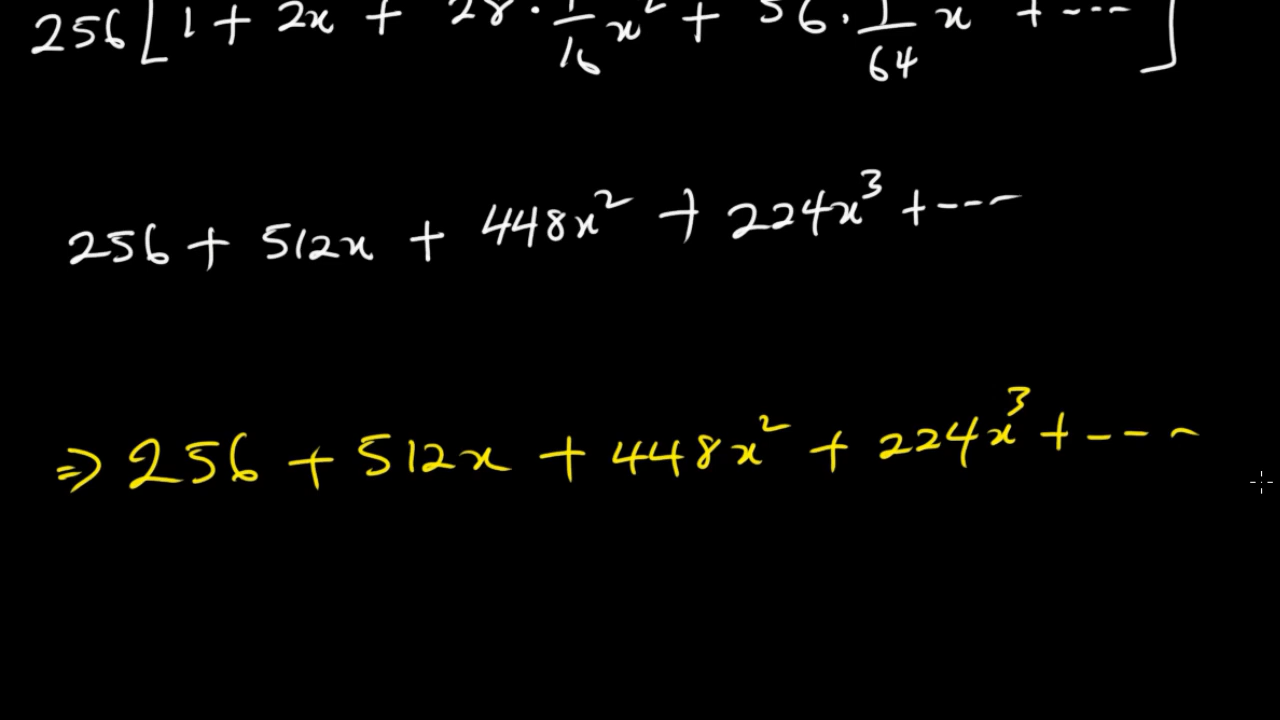 256[1 + 2x + 28 · 1/16 x² + 56 · 1/64 x + ---]
256 + 512x + 448x² + 224x³ + ---
⇒ 256 + 512x + 448x² + 224x³ + ---